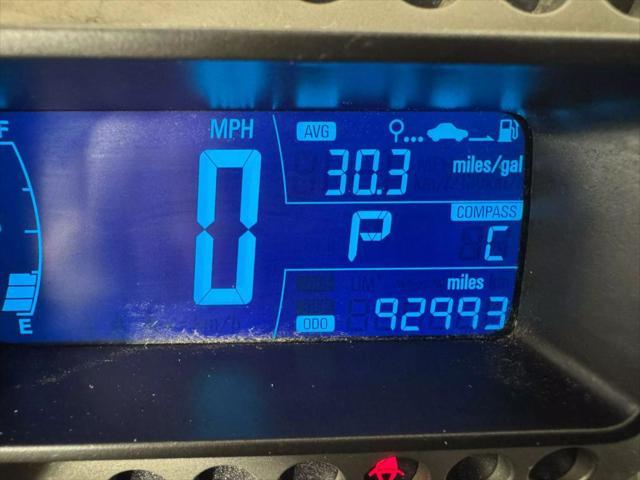 F
MPH
AVG
30.3 miles/gal
0
P
COMPASS
C
miles
ODO 92993
E